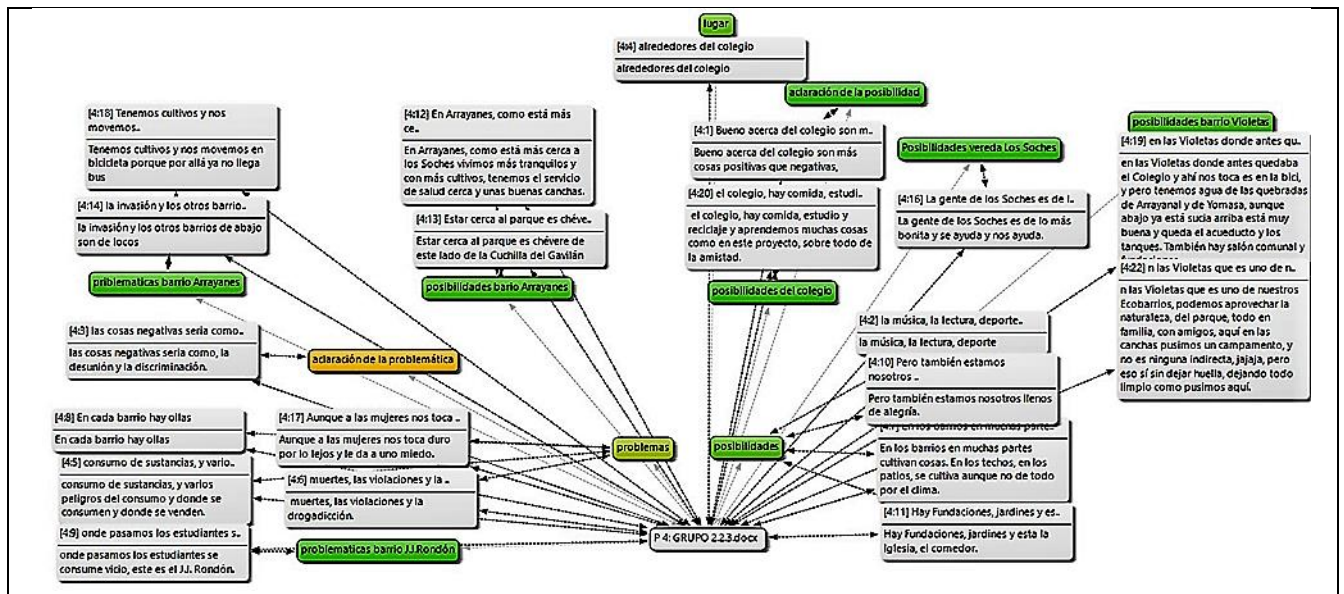 lugar
[4:4] alrededores del colegio
alrededores del colegio
aclaración de la posibilidad
[4:18] Tenemos cultivos y nos
movemos..
Tenemos cultivos y nos movemos en
bicicleta porque por allá ya no llega
bus
[4:12] En Arrayanes, como está más
ce..
En Arrayanes, como está más cerca a
los Soches vivimos más tranquilos y
con más cultivos, tenemos el servicio
de salud cerca y unas buenas canchas.
[4:1] Bueno acerca del colegio son m..
Bueno acerca del colegio son más
cosas positivas que negativas,
Posibilidades vereda Los Soches
posibilidades barrio Violetas
[4:19] en las Violetas donde antes qu..
en las Violetas donde antes quedaba
el Colegio y ahí nos toca es en la bici,
y pero tenemos agua de las quebradas
de Arrayanal y de Yomasa, aunque
abajo ya está sucia arriba está muy
buena y queda el acueducto y los
tanques. También hay salón comunal y
[4:14] la invasión y los otros barrio..
la invasión y los otros barrios de abajo
son de locos
[4:13] Estar cerca al parque es chéve..
Estar cerca al parque es chévere de
este lado de la Cuchilla del Gavilán
[4:20] el colegio, hay comida, estudi..
el colegio, hay comida, estudio y
reciclaje y aprendemos muchas cosas
como en este proyecto, sobre todo de
la amistad.
[4:16] La gente de los Soches es de l..
La gente de los Soches es de lo más
bonita y se ayuda y nos ayuda.
priblematicas barrio Arrayanes
posibilidades bario Arrayanes
posibilidades del colegio
[4:22] n las Violetas que es uno de n..
n las Violetas que es uno de nuestros
Ecobarrios, podemos aprovechar la
naturaleza, del parque, todo en
familia, con amigos, aquí en las
canchas pusimos un campamento, y
no es ninguna indirecta, jajaja, pero
eso sí sin dejar huella, dejando todo
limpio como pusimos aquí.
[4:3] las cosas negativas seria como..
las cosas negativas seria como, la
desunión y la discriminación.
aclaración de la problemática
[4:2] la música, la lectura, deporte..
la música, la lectura, deporte
[4:10] Pero también estamos
nosotros ..
Pero también estamos nosotros llenos
de alegría.
[4:8] En cada barrio hay ollas
En cada barrio hay ollas
[4:17] Aunque a las mujeres nos toca ..
Aunque a las mujeres nos toca duro
por lo lejos y le da a uno miedo.
problemas
posibilidades
[4:7] En los barrios en muchas parte..
En los barrios en muchas partes
cultivan cosas. En los techos, en los
patios, se cultiva aunque no de todo
por el clima.
[4:5] consumo de sustancias, y vario..
consumo de sustancias, y varios
peligros del consumo y donde se
consumen y donde se venden.
[4:6] muertes, las violaciones y la ..
muertes, las violaciones y la
drogadicción.
[4:9] onde pasamos los estudiantes s..
onde pasamos los estudiantes se
consume vicio, este es el J.J. Rondón.
problematicas barrio J.J.Rondón
P 4: GRUPO 2.2.3.docx
[4:11] Hay Fundaciones, jardines y es..
Hay Fundaciones, jardines y esta la
Iglesia, el comedor.